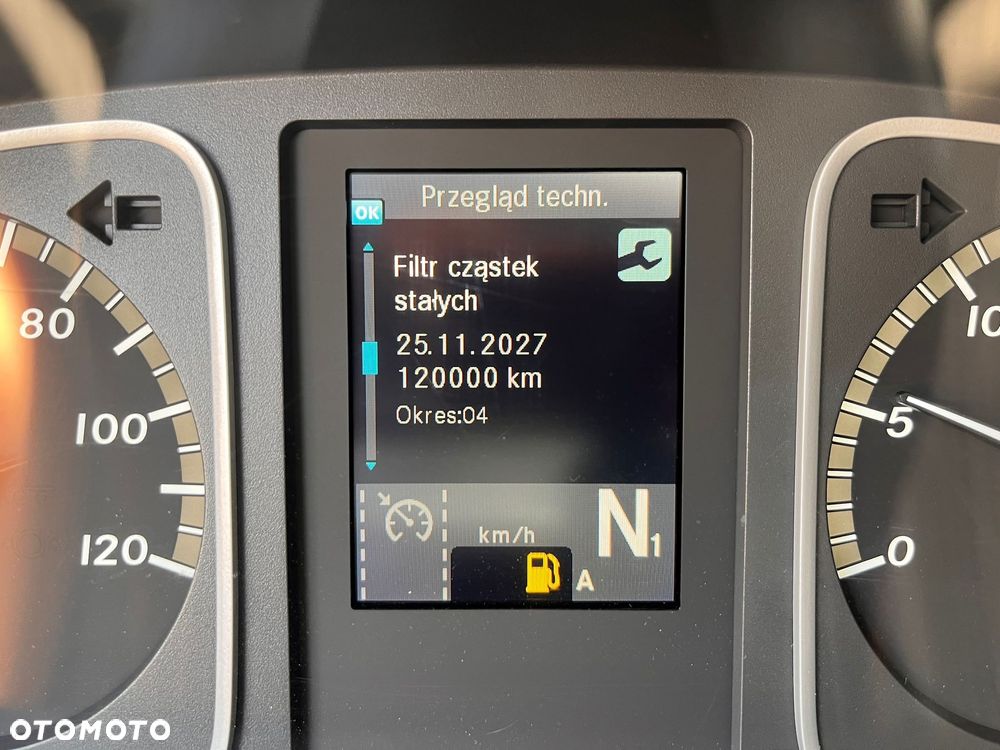 Przegląd techn.
OK
Filtr cząstek
stałych
25.11.2027
120000 km
Okres:04
km/h
N1
A
80
100
120
10
5
0
OTOMOTO